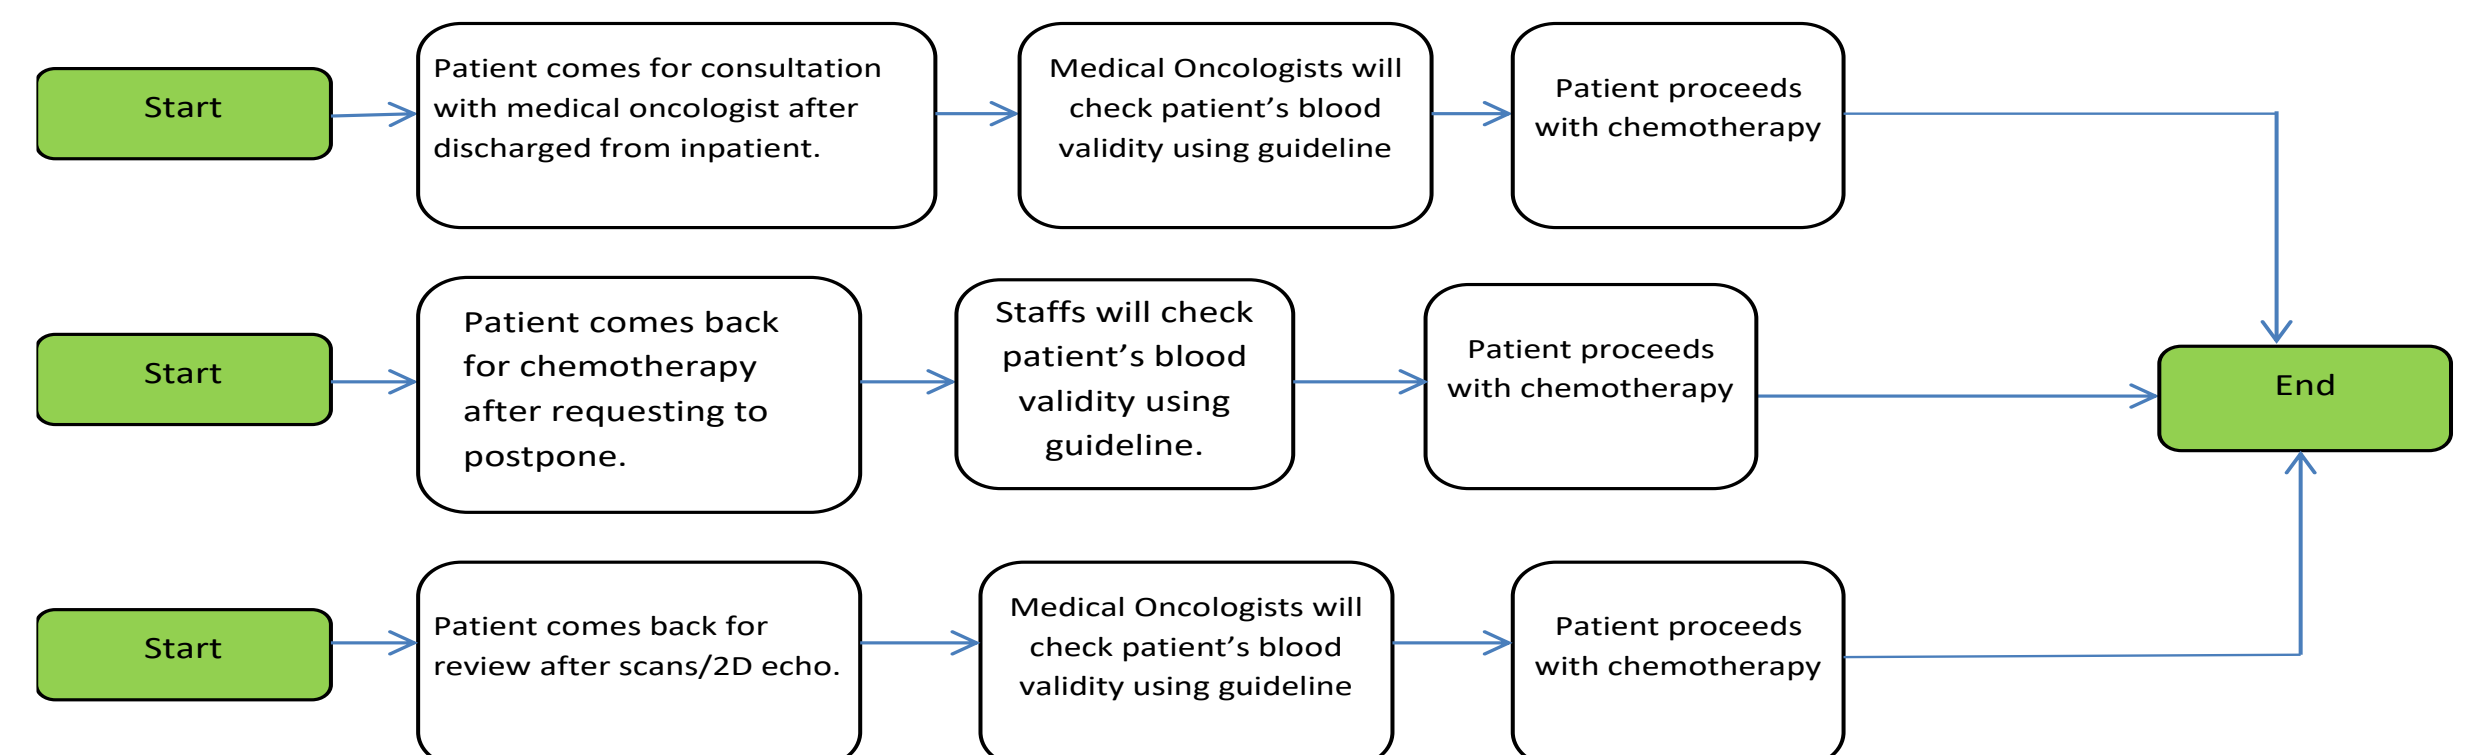 Start
Patient comes for consultation
with medical oncologist after
discharged from inpatient.
Medical Oncologists will
check patient’s blood
validity using guideline
Patient proceeds
with chemotherapy
Start
Patient comes back
for chemotherapy
after requesting to
postpone.
Staffs will check
patient’s blood
validity using
guideline.
Patient proceeds
with chemotherapy
End
Start
Patient comes back for
review after scans/2D echo.
Medical Oncologists will
check patient’s blood
validity using guideline
Patient proceeds
with chemotherapy